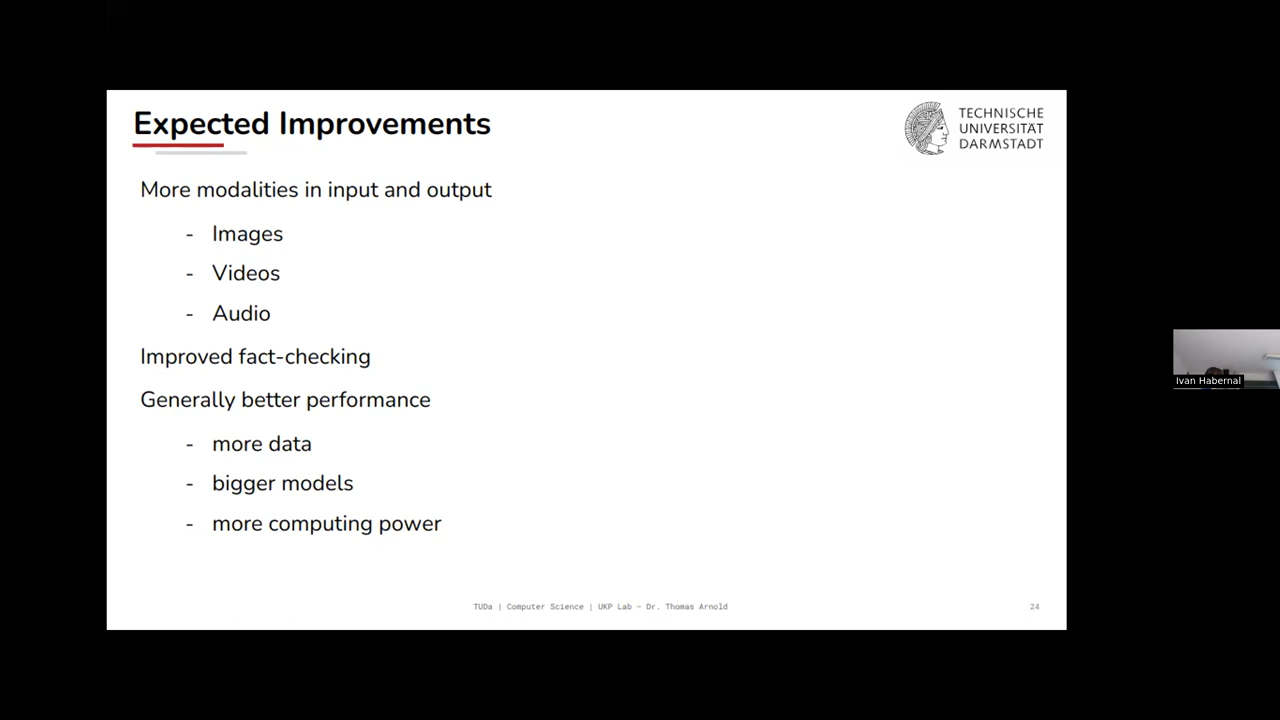 Expected Improvements
TECHNISCHE
UNIVERSITÄT
DARMSTADT
More modalities in input and output
- Images
- Videos
- Audio
Improved fact-checking
Generally better performance
- more data
- bigger models
- more computing power
TUDa | Computer Science | UKP Lab – Dr. Thomas Arnold
24
Ivan Habernal